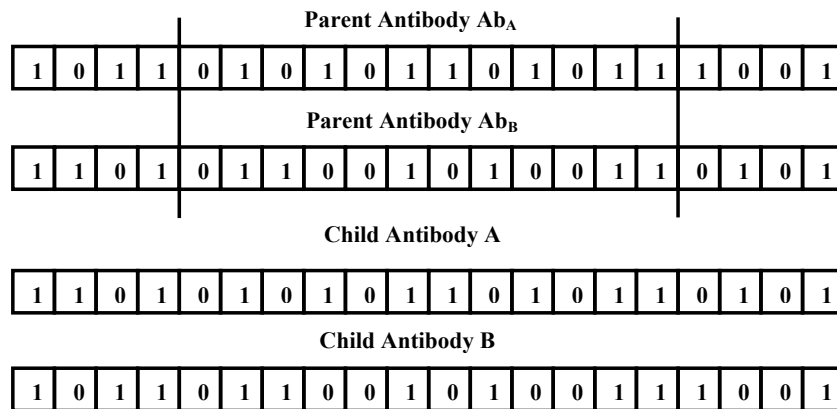 Parent Antibody AbA
1 0 1 1 0 1 0 1 0 1 1 0 1 0 1 1 1 0 0 1
Parent Antibody AbB
1 1 0 1 0 1 1 0 0 1 0 1 0 0 1 1 0 1 0 1
Child Antibody A
1 1 0 1 0 1 0 1 0 1 1 0 1 0 1 1 0 1 0 1
Child Antibody B
1 0 1 1 0 1 1 0 0 1 0 1 0 0 1 1 1 0 0 1